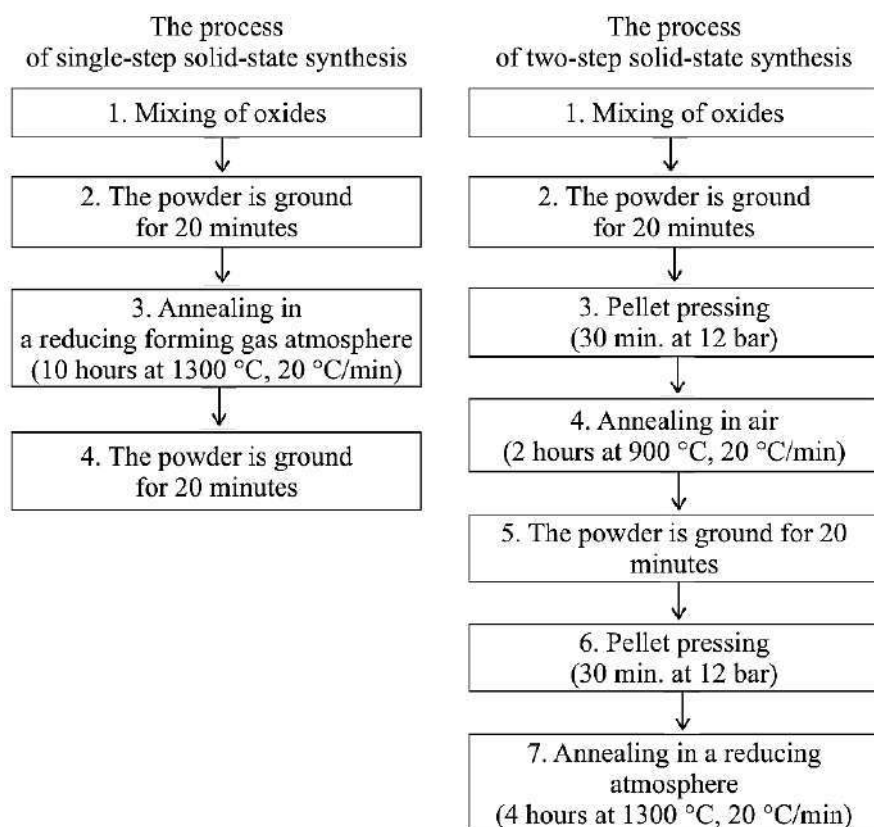 The process
of single-step solid-state synthesis
1. Mixing of oxides
2. The powder is ground
for 20 minutes
3. Annealing in
a reducing forming gas atmosphere
(10 hours at 1300 °C, 20 °C/min)
4. The powder is ground
for 20 minutes
The process
of two-step solid-state synthesis
1. Mixing of oxides
2. The powder is ground
for 20 minutes
3. Pellet pressing
(30 min. at 12 bar)
4. Annealing in air
(2 hours at 900 °C, 20 °C/min)
5. The powder is ground for 20
minutes
6. Pellet pressing
(30 min. at 12 bar)
7. Annealing in a reducing
atmosphere
(4 hours at 1300 °C, 20 °C/min)